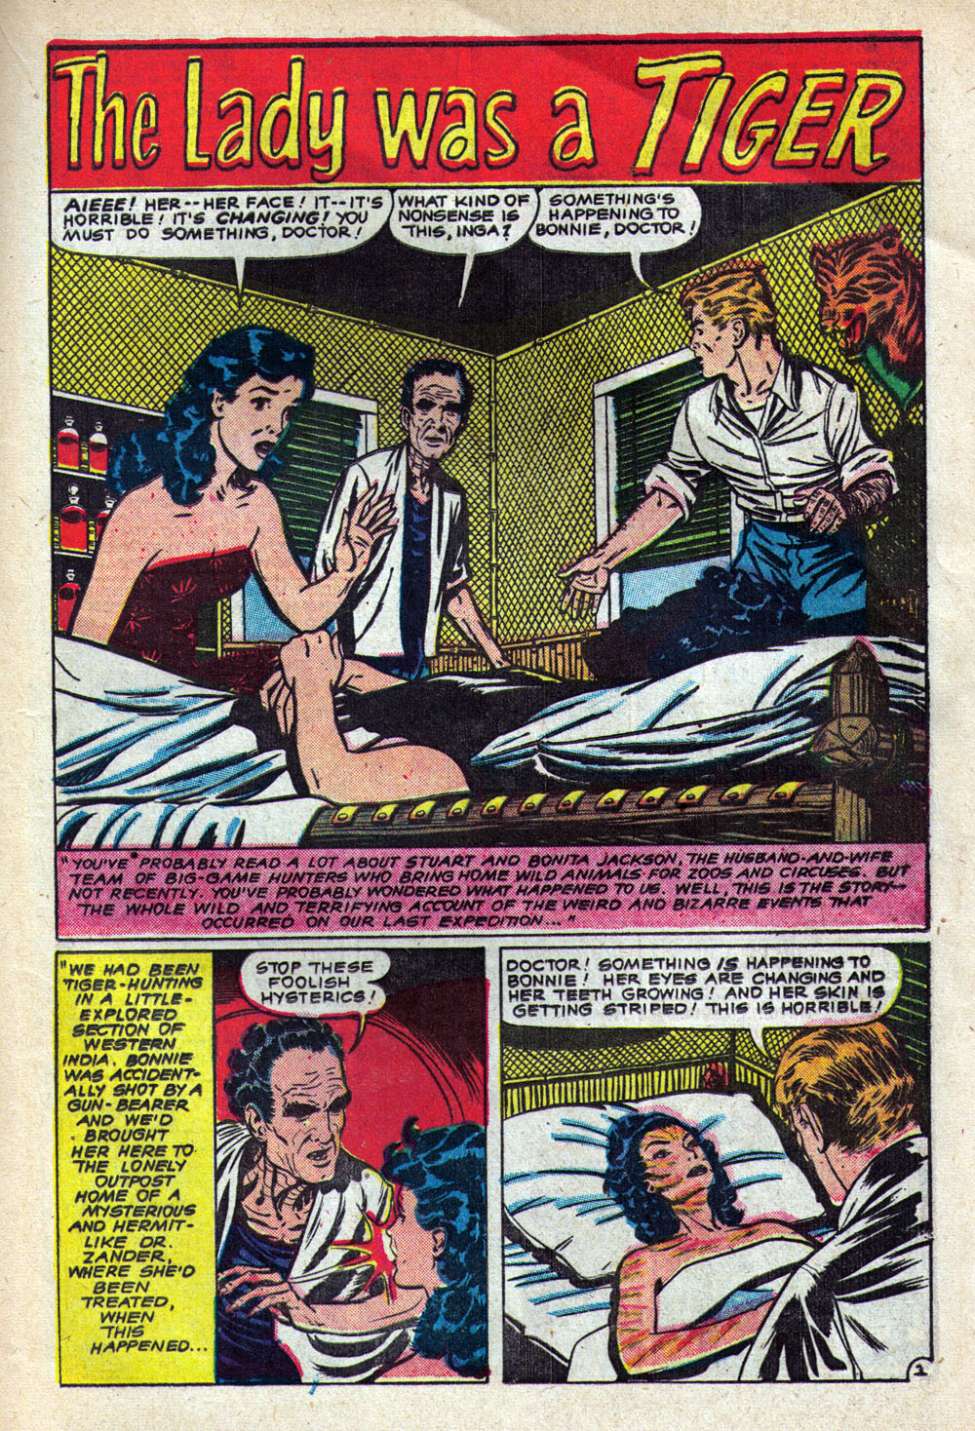 The Lady was a TIGER
AIEEE! HER--HER FACE! IT--IT'S
HORRIBLE! IT'S CHANGING! YOU
MUST DO SOMETHING, DOCTOR!
WHAT KIND OF
NONSENSE IS
THIS, INGA?
SOMETHING'S
HAPPENING TO
BONNIE, DOCTOR!
"YOU'VE" PROBABLY READ A LOT ABOUT STUART AND BONITA JACKSON, THE HUSBAND-AND-WIFE
TEAM OF BIG-GAME HUNTERS WHO BRING HOME WILD ANIMALS FOR ZOOS AND CIRCUSES. BUT
NOT RECENTLY. YOU'VE PROBABLY WONDERED WHAT HAPPENED TO US. WELL, THIS IS THE STORY--
THE WHOLE WILD AND TERRIFYING ACCOUNT OF THE WEIRD AND BIZARRE EVENTS THAT
OCCURRED ON OUR LAST EXPEDITION..."
"WE HAD BEEN
TIGER-HUNTING
IN A LITTLE-
EXPLORED
SECTION OF
WESTERN
INDIA. BONNIE
WAS ACCIDENT-
ALLY SHOT BY A
GUN-BEARER
AND WE'D
BROUGHT
HER HERE TO
THE LONELY
OUTPOST
HOME OF A
MYSTERIOUS
AND HERMIT-
LIKE DR.
ZANDER,
WHERE SHE'D
BEEN
TREATED,
WHEN
THIS
HAPPENED...
STOP THESE
FOOLISH
HYSTERICS!
DOCTOR! SOMETHING IS HAPPENING TO
BONNIE! HER EYES ARE CHANGING AND
HER TEETH GROWING! AND HER SKIN IS
GETTING STRIPED! THIS IS HORRIBLE!
1